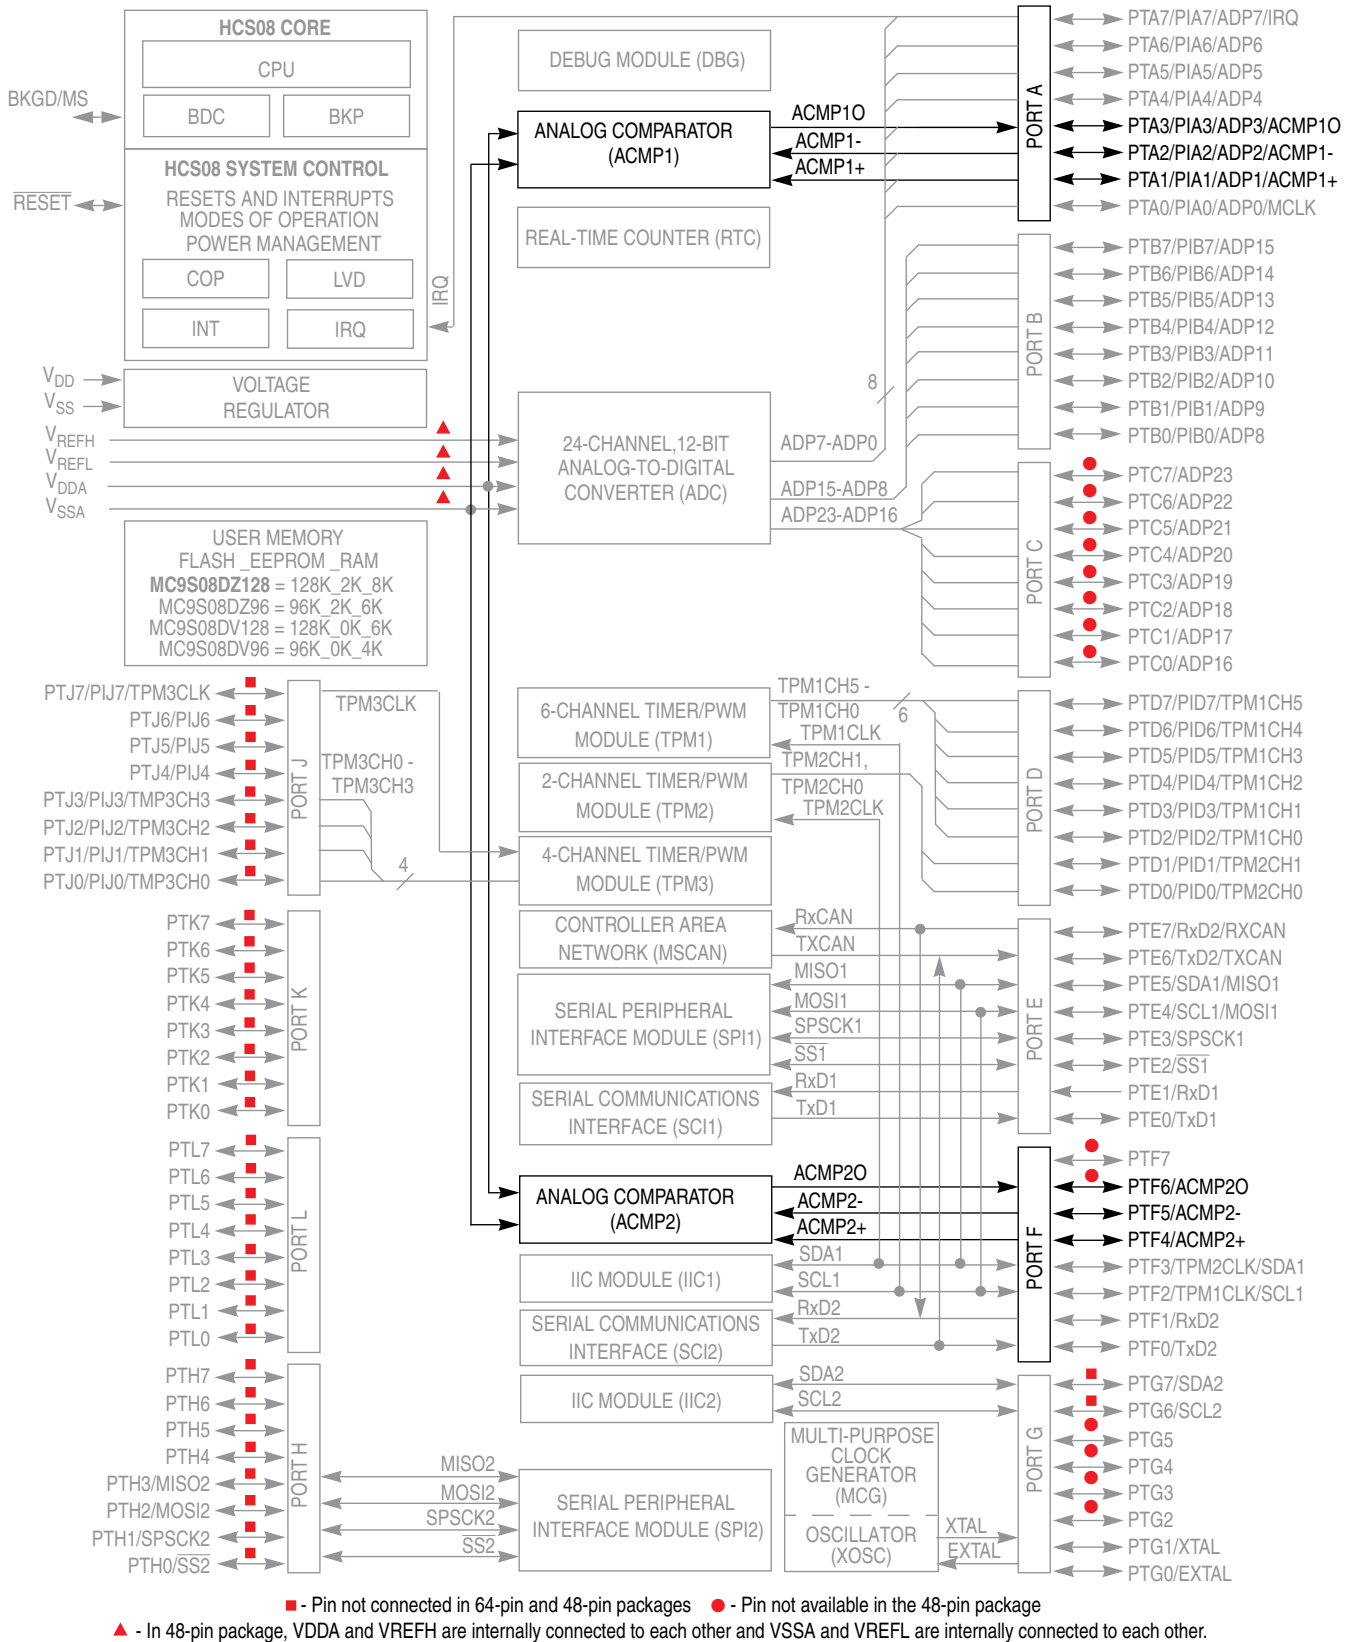 HCS08 CORE
CPU
BDC
BKP
BKGD/MS
HCS08 SYSTEM CONTROL
RESETS AND INTERRUPTS
MODES OF OPERATION
POWER MANAGEMENT
COP
LVD
INT
IRQ
RESET
IRQ
VDD
VSS
VOLTAGE
REGULATOR
VREFH
VREFL
VDDA
VSSA
USER MEMORY
FLASH _EEPROM _RAM
MC9S08DZ128 = 128K_2K_8K
MC9S08DZ96 = 96K_2K_6K
MC9S08DV128 = 128K_0K_6K
MC9S08DV96 = 96K_0K_4K
DEBUG MODULE (DBG)
ANALOG COMPARATOR
(ACMP1)
ACMP1O
ACMP1-
ACMP1+
REAL-TIME COUNTER (RTC)
24-CHANNEL,12-BIT
ANALOG-TO-DIGITAL
CONVERTER (ADC)
8
ADP7-ADP0
ADP15-ADP8
ADP23-ADP16
PORT A
PTA7/PIA7/ADP7/IRQ
PTA6/PIA6/ADP6
PTA5/PIA5/ADP5
PTA4/PIA4/ADP4
PTA3/PIA3/ADP3/ACMP1O
PTA2/PIA2/ADP2/ACMP1-
PTA1/PIA1/ADP1/ACMP1+
PTA0/PIA0/ADP0/MCLK
PORT B
PTB7/PIB7/ADP15
PTB6/PIB6/ADP14
PTB5/PIB5/ADP13
PTB4/PIB4/ADP12
PTB3/PIB3/ADP11
PTB2/PIB2/ADP10
PTB1/PIB1/ADP9
PTB0/PIB0/ADP8
PORT C
PTC7/ADP23
PTC6/ADP22
PTC5/ADP21
PTC4/ADP20
PTC3/ADP19
PTC2/ADP18
PTC1/ADP17
PTC0/ADP16
PTJ7/PIJ7/TPM3CLK
PTJ6/PIJ6
PTJ5/PIJ5
PTJ4/PIJ4
PTJ3/PIJ3/TMP3CH3
PTJ2/PIJ2/TPM3CH2
PTJ1/PIJ1/TPM3CH1
PTJ0/PIJ0/TMP3CH0
PORT J
TPM3CLK
TPM3CH0 -
TPM3CH3
4
6-CHANNEL TIMER/PWM
MODULE (TPM1)
TPM1CH5 -
TPM1CH0
6
TPM1CLK
2-CHANNEL TIMER/PWM
MODULE (TPM2)
TPM2CH1,
TPM2CH0
TPM2CLK
4-CHANNEL TIMER/PWM
MODULE (TPM3)
PORT D
PTD7/PID7/TPM1CH5
PTD6/PID6/TPM1CH4
PTD5/PID5/TPM1CH3
PTD4/PID4/TPM1CH2
PTD3/PID3/TPM1CH1
PTD2/PID2/TPM1CH0
PTD1/PID1/TPM2CH1
PTD0/PID0/TPM2CH0
PTK7
PTK6
PTK5
PTK4
PTK3
PTK2
PTK1
PTK0
PORT K
CONTROLLER AREA
NETWORK (MSCAN)
RxCAN
TXCAN
SERIAL PERIPHERAL
INTERFACE MODULE (SPI1)
MISO1
MOSI1
SPSCK1
SS1
SERIAL COMMUNICATIONS
INTERFACE (SCI1)
RxD1
TxD1
PORT E
PTE7/RxD2/RXCAN
PTE6/TxD2/TXCAN
PTE5/SDA1/MISO1
PTE4/SCL1/MOSI1
PTE3/SPSCK1
PTE2/SS1
PTE1/RxD1
PTE0/TxD1
PTL7
PTL6
PTL5
PTL4
PTL3
PTL2
PTL1
PTL0
PORT L
ANALOG COMPARATOR
(ACMP2)
ACMP2O
ACMP2-
ACMP2+
IIC MODULE (IIC1)
SDA1
SCL1
SERIAL COMMUNICATIONS
INTERFACE (SCI2)
RxD2
TxD2
PORT F
PTF7
PTF6/ACMP2O
PTF5/ACMP2-
PTF4/ACMP2+
PTF3/TPM2CLK/SDA1
PTF2/TPM1CLK/SCL1
PTF1/RxD2
PTF0/TxD2
PTH7
PTH6
PTH5
PTH4
PTH3/MISO2
PTH2/MOSI2
PTH1/SPSCK2
PTH0/SS2
PORT H
MISO2
MOSI2
SPSCK2
SS2
IIC MODULE (IIC2)
SDA2
SCL2
SERIAL PERIPHERAL
INTERFACE MODULE (SPI2)
MULTI-PURPOSE
CLOCK
GENERATOR
(MCG)
OSCILLATOR
(XOSC)
XTAL
EXTAL
PORT G
PTG7/SDA2
PTG6/SCL2
PTG5
PTG4
PTG3
PTG2
PTG1/XTAL
PTG0/EXTAL
- Pin not connected in 64-pin and 48-pin packages
- Pin not available in the 48-pin package
- In 48-pin package, VDDA and VREFH are internally connected to each other and VSSA and VREFL are internally connected to each other.